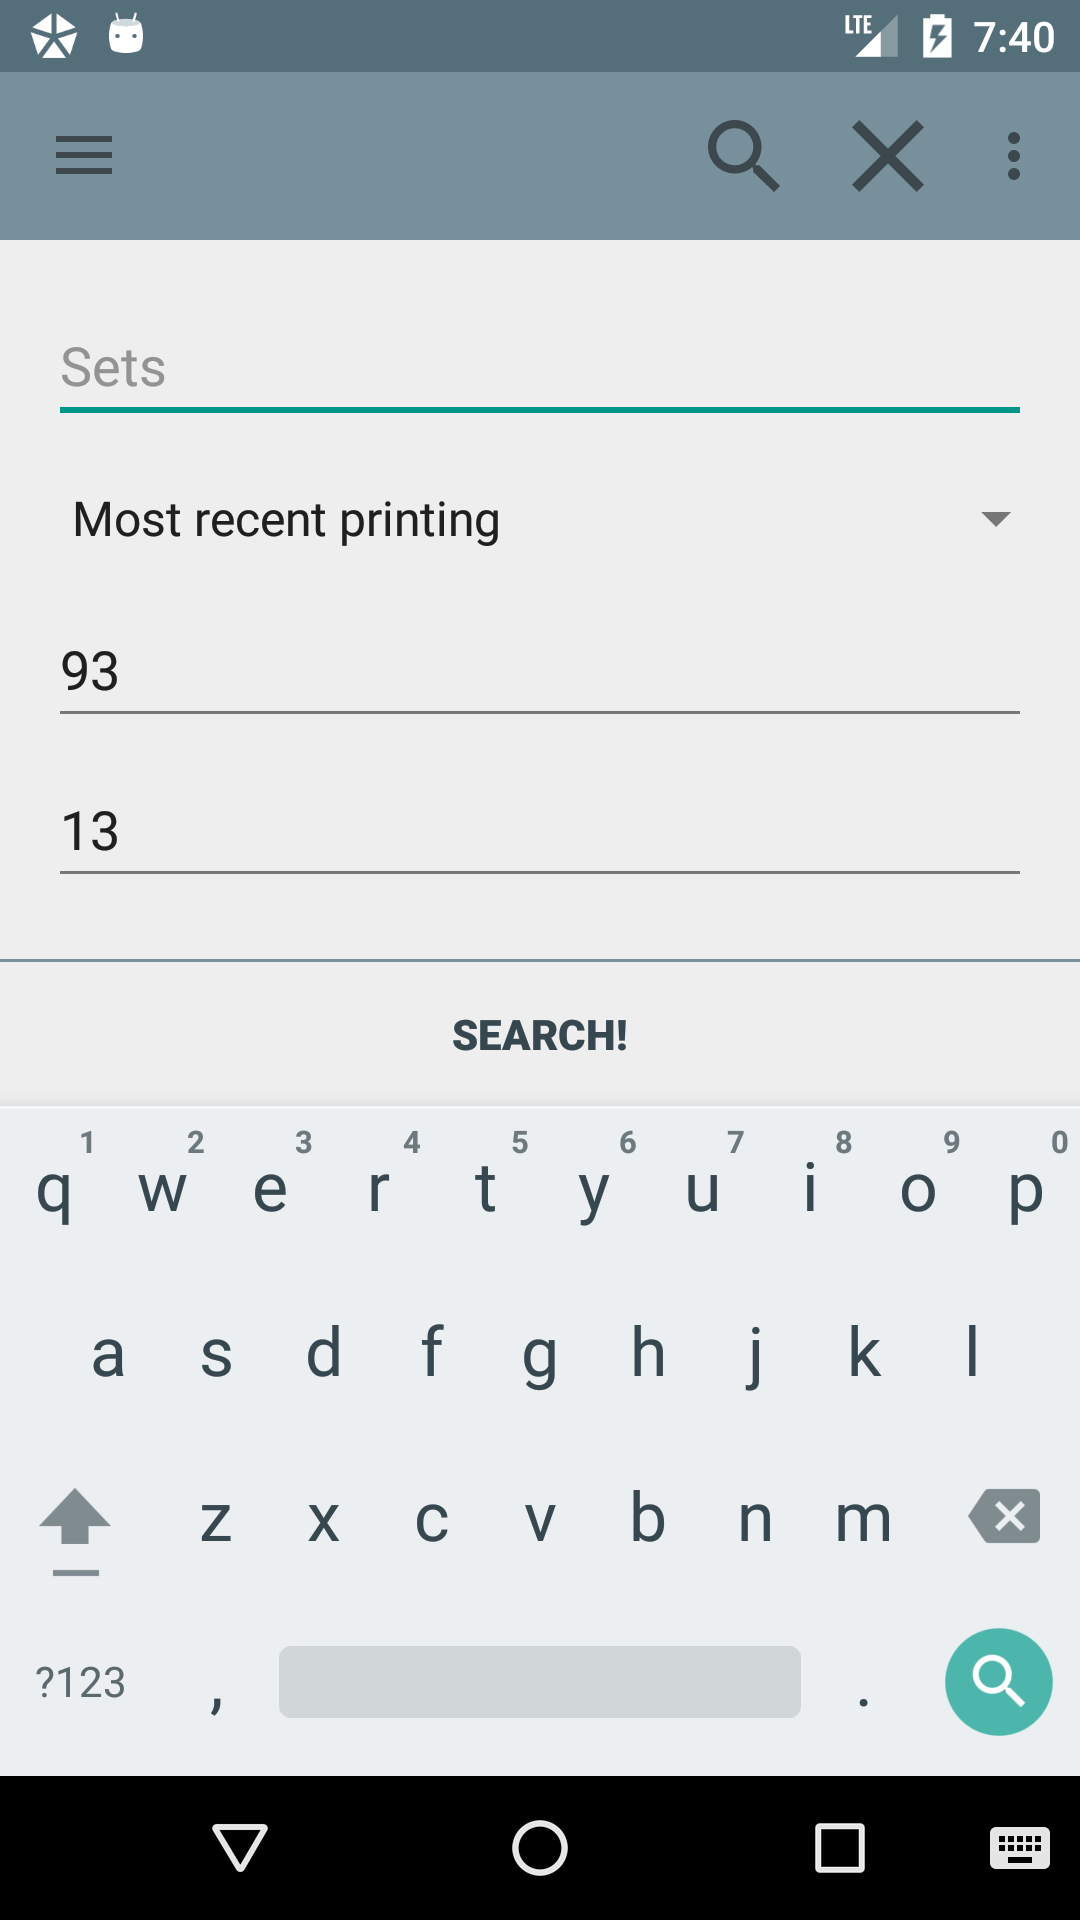 LTE 7:40
Sets
Most recent printing
93
13
SEARCH!
1 2 3 4 5 6 7 8 9 0
q w e r t y u i o p
a s d f g h j k l
z x c v b n m
?123 , .